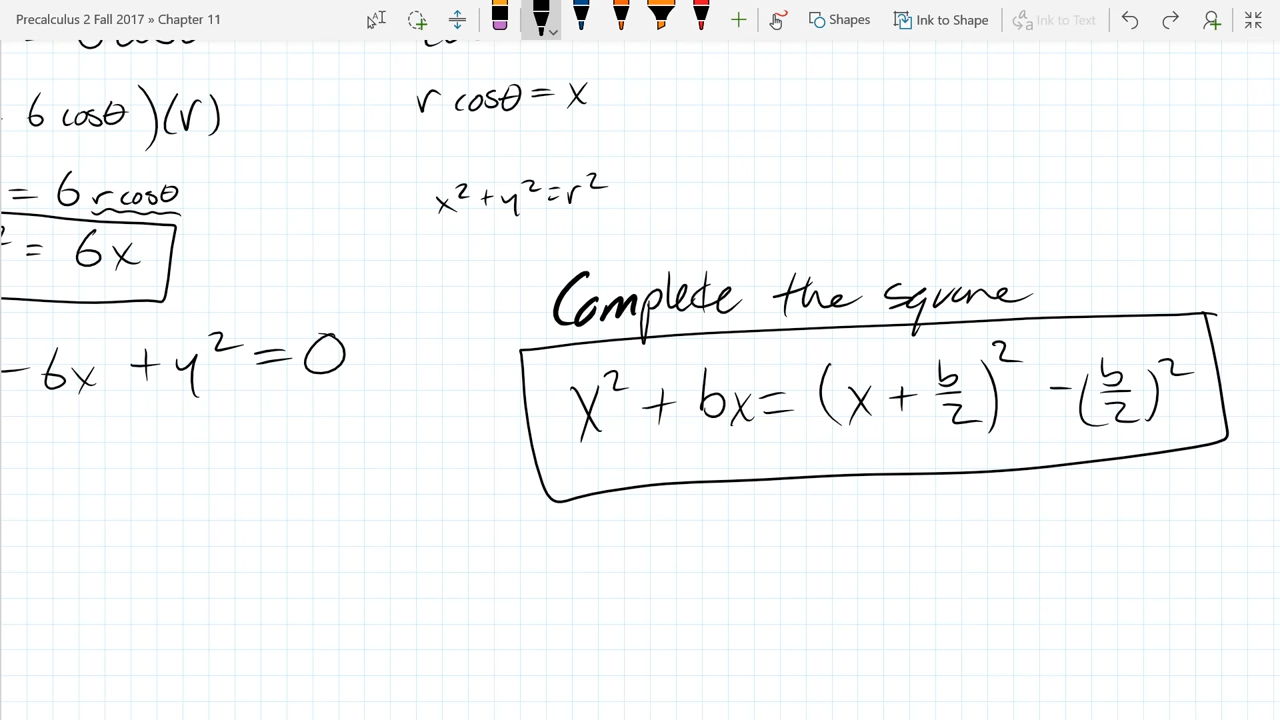 Precalculus 2 Fall 2017 » Chapter 11
Shapes
Ink to Shape
Ink to Text
6 cosθ )(r)
= 6 r cosθ
² = 6x
- 6x + y² = 0
r cosθ = x
x² + y² = r²
Complete the square
x² + bx = (x + b/2)² - (b/2)²